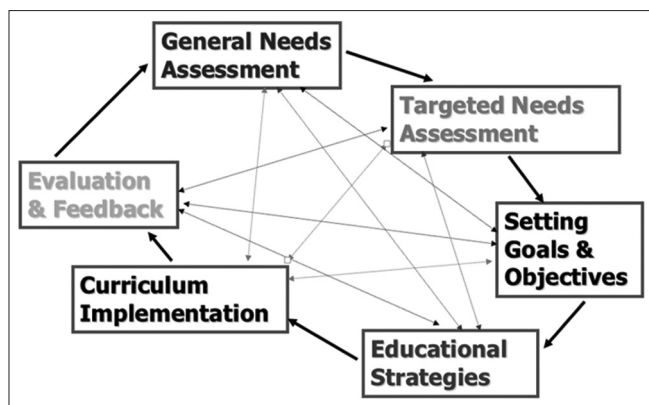 General Needs
Assessment
Targeted Needs
Assessment
Setting
Goals &
Objectives
Educational
Strategies
Curriculum
Implementation
Evaluation
& Feedback